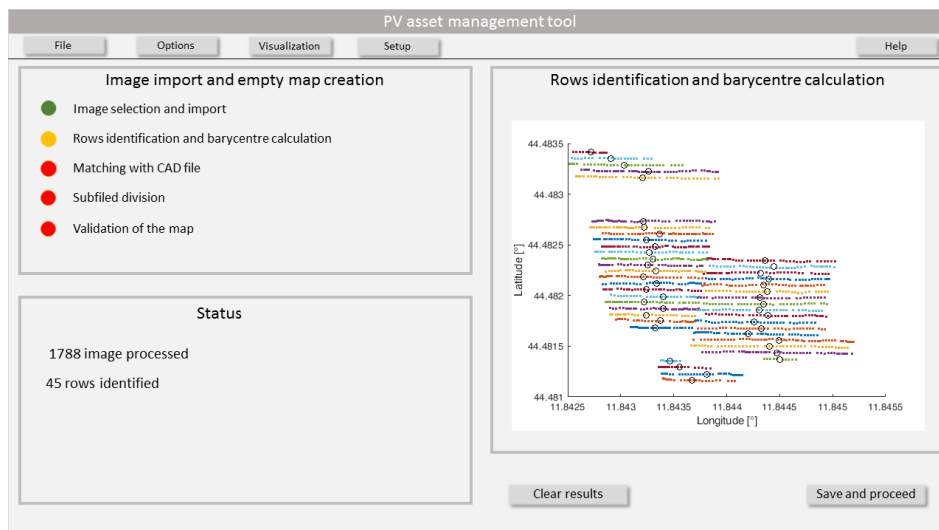 PV asset management tool
File Options Visualization Setup Help
Image import and empty map creation
Image selection and import
Rows identification and barycentre calculation
Matching with CAD file
Subfiled division
Validation of the map
Status
1788 image processed
45 rows identified
Rows identification and barycentre calculation
44.4835
44.483
44.4825
44.482
44.4815
44.481
Latitude [°]
11.8425 11.843 11.8435 11.844 11.8445 11.845 11.8455
Longitude [°]
Clear results Save and proceed